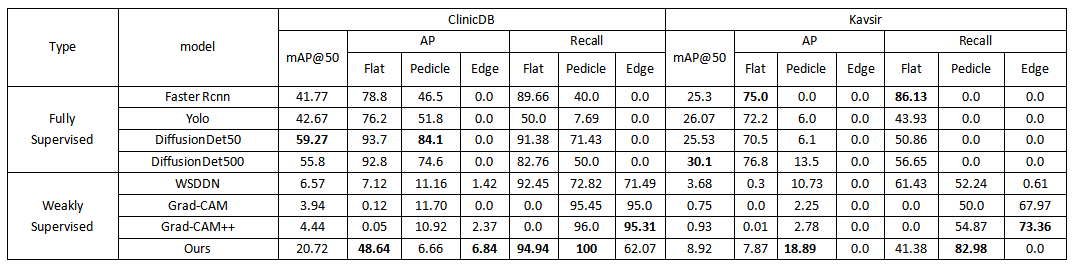 Type model ClinicDB Kavsir
mAP@50 AP Recall mAP@50 AP Recall
Flat Pedicle Edge Flat Pedicle Edge Flat Pedicle Edge Flat Pedicle Edge
Fully Supervised
Faster Rcnn 41.77 78.8 46.5 0.0 89.66 40.0 0.0 25.3 75.0 0.0 0.0 86.13 0.0 0.0
Yolo 42.67 76.2 51.8 0.0 50.0 7.69 0.0 26.07 72.2 6.0 0.0 43.93 0.0 0.0
DiffusionDet50 59.27 93.7 84.1 0.0 91.38 71.43 0.0 25.53 70.5 6.1 0.0 50.86 0.0 0.0
DiffusionDet500 55.8 92.8 74.6 0.0 82.76 50.0 0.0 30.1 76.8 13.5 0.0 56.65 0.0 0.0
Weakly Supervised
WSDDN 6.57 7.12 11.16 1.42 92.45 72.82 71.49 3.68 0.3 10.73 0.0 61.43 52.24 0.61
Grad-CAM 3.94 0.12 11.70 0.0 0.0 95.45 95.0 0.75 0.0 2.25 0.0 0.0 50.0 67.97
Grad-CAM++ 4.44 0.05 10.92 2.37 0.0 96.0 95.31 0.93 0.01 2.78 0.0 0.0 54.87 73.36
Ours 20.72 48.64 6.66 6.84 94.94 100 62.07 8.92 7.87 18.89 0.0 41.38 82.98 0.0